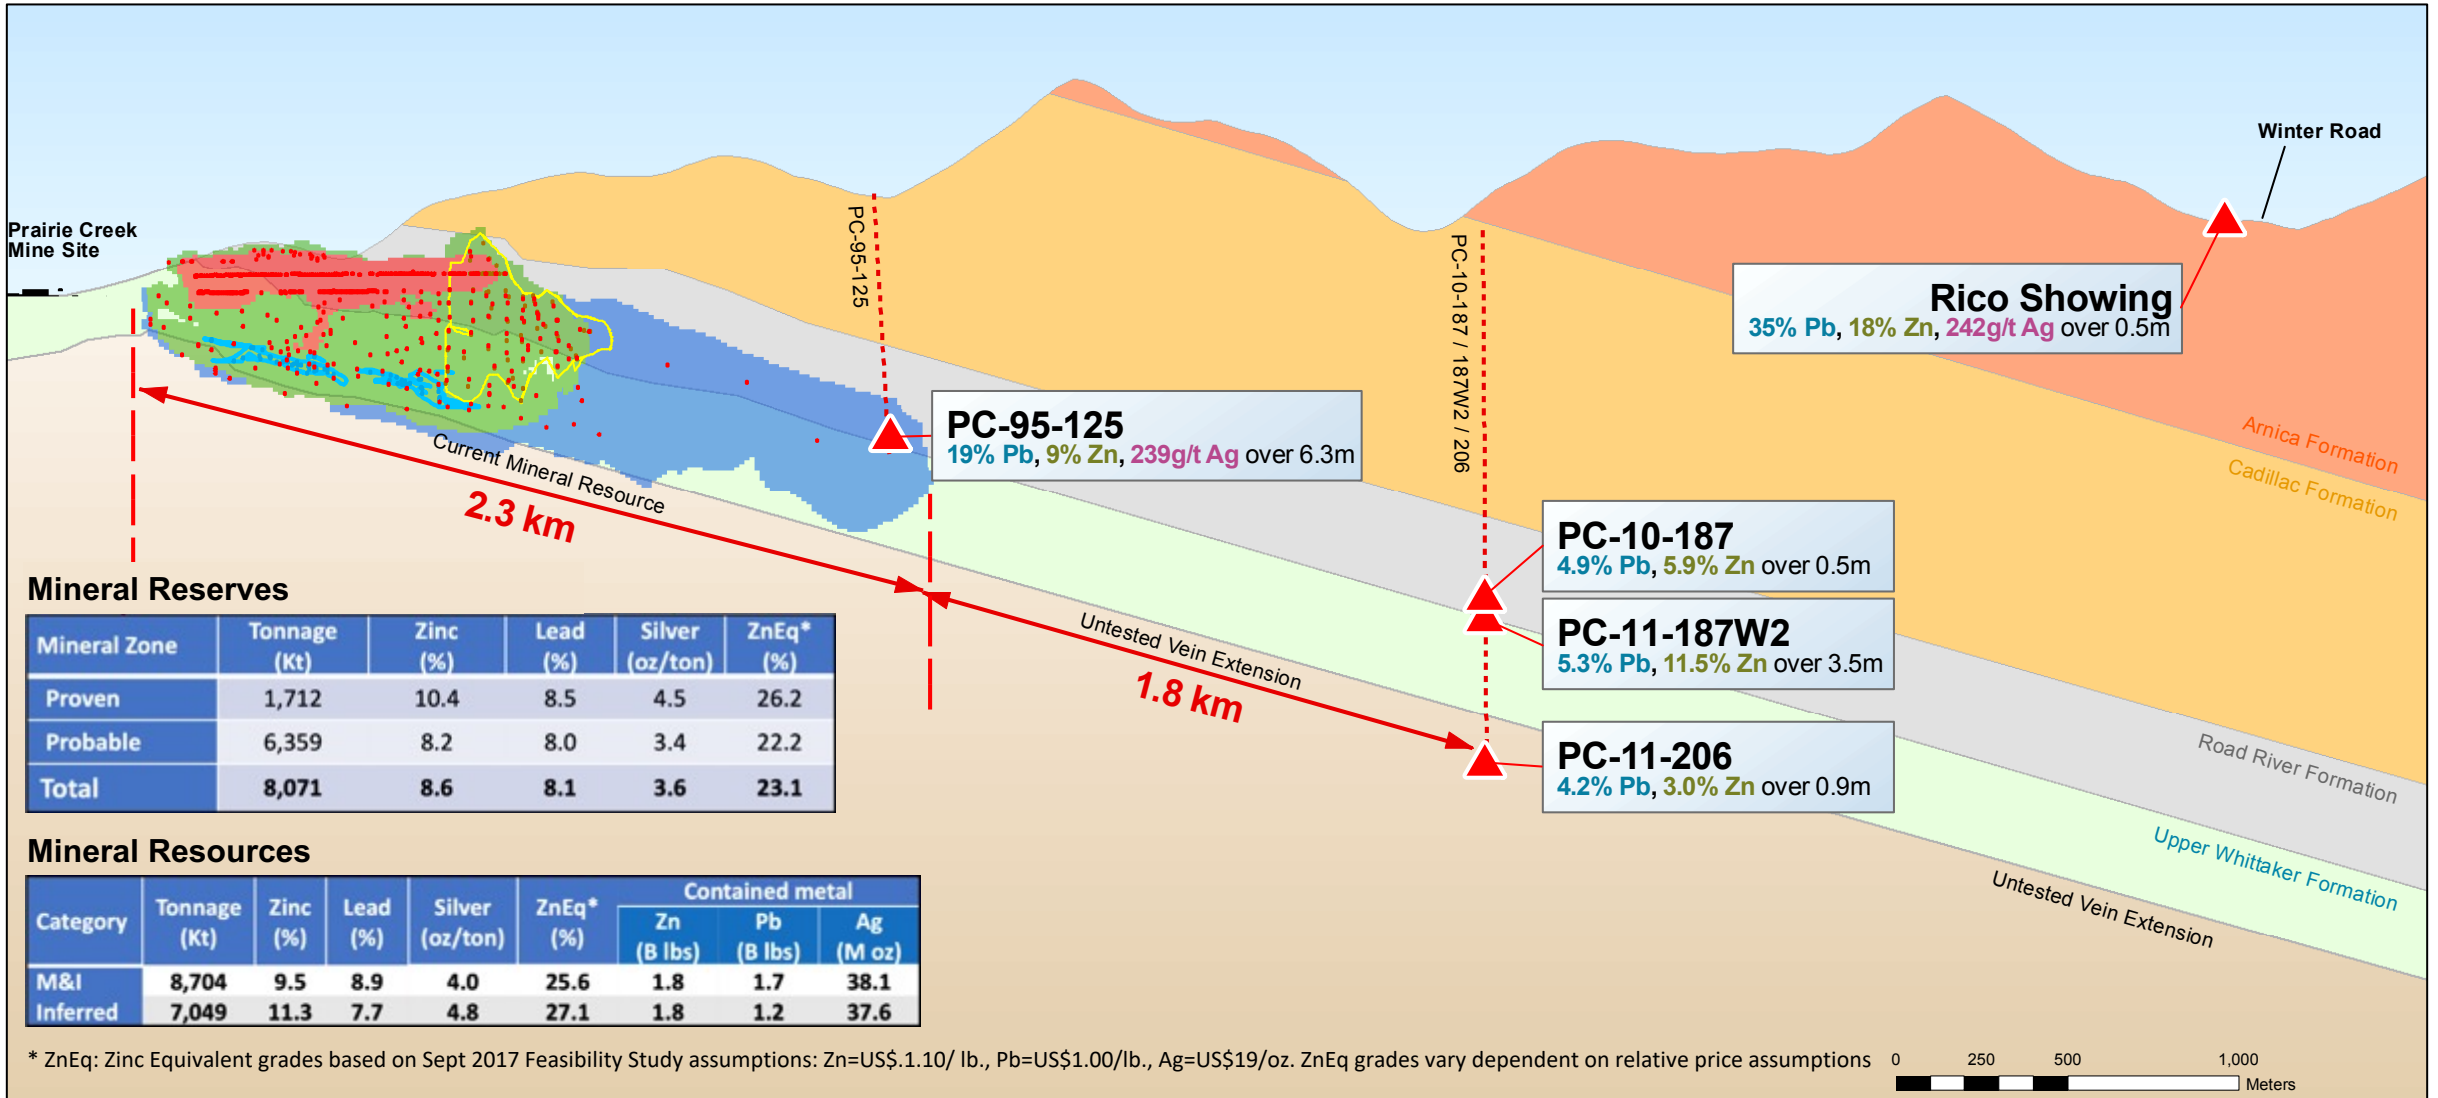 Winter Road
Prairie Creek
Mine Site
PC-95-125
PC-10-187 / 187W2 / 206
Rico Showing
35% Pb, 18% Zn, 242g/t Ag over 0.5m
PC-95-125
19% Pb, 9% Zn, 239g/t Ag over 6.3m
Arnica Formation
Cadillac Formation
Current Mineral Resource
2.3 km
PC-10-187
4.9% Pb, 5.9% Zn over 0.5m
PC-11-187W2
5.3% Pb, 11.5% Zn over 3.5m
Untested Vein Extension
1.8 km
PC-11-206
4.2% Pb, 3.0% Zn over 0.9m
Road River Formation
Upper Whittaker Formation
Untested Vein Extension
Mineral Reserves
Mineral Zone Tonnage (Kt) Zinc (%) Lead (%) Silver (oz/ton) ZnEq* (%)
Proven 1,712 10.4 8.5 4.5 26.2
Probable 6,359 8.2 8.0 3.4 22.2
Total 8,071 8.6 8.1 3.6 23.1
Mineral Resources
Category Tonnage (Kt) Zinc (%) Lead (%) Silver (oz/ton) ZnEq* (%) Contained metal
Zn (B lbs) Pb (B lbs) Ag (M oz)
M&I 8,704 9.5 8.9 4.0 25.6 1.8 1.7 38.1
Inferred 7,049 11.3 7.7 4.8 27.1 1.8 1.2 37.6
* ZnEq: Zinc Equivalent grades based on Sept 2017 Feasibility Study assumptions: Zn=US$.1.10/ lb., Pb=US$1.00/lb., Ag=US$19/oz. ZnEq grades vary dependent on relative price assumptions
0 250 500 1,000
Meters